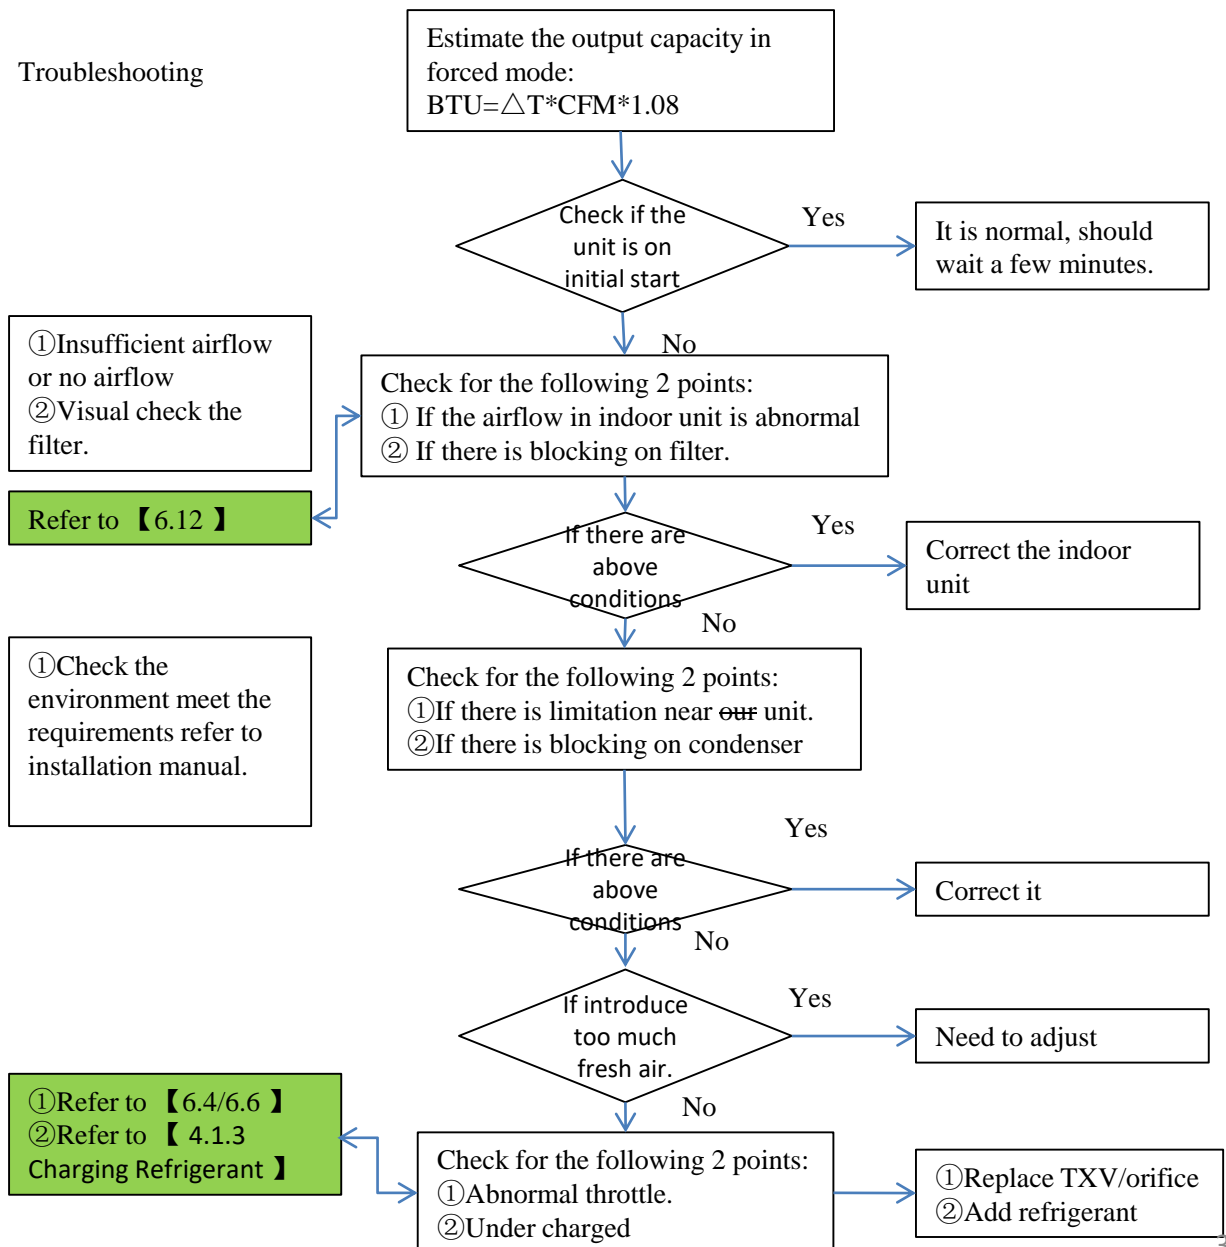 Troubleshooting
Estimate the output capacity in
forced mode:
BTU=△T*CFM*1.08
Check if the
unit is on
initial start
Yes
It is normal, should
wait a few minutes.
No
①Insufficient airflow
or no airflow
②Visual check the
filter.
Check for the following 2 points:
① If the airflow in indoor unit is abnormal
② If there is blocking on filter.
Refer to 【6.12 】
If there are
above
conditions
Yes
Correct the indoor
unit
No
①Check the
environment meet the
requirements refer to
installation manual.
Check for the following 2 points:
①If there is limitation near our unit.
②If there is blocking on condenser
If there are
above
conditions
Yes
Correct it
No
If introduce
too much
fresh air.
Yes
Need to adjust
No
①Refer to 【6.4/6.6 】
②Refer to 【 4.1.3
Charging Refrigerant 】
Check for the following 2 points:
①Abnormal throttle.
②Under charged
①Replace TXV/orifice
②Add refrigerant